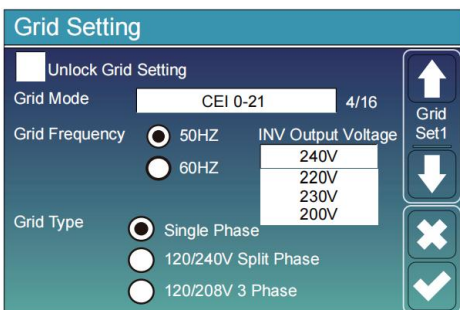 Grid Setting
Unlock Grid Setting
Grid Mode
CEI 0-21
4/16
Grid Frequency
50HZ
60HZ
INV Output Voltage
240V
220V
230V
200V
Grid Type
Single Phase
120/240V Split Phase
120/208V 3 Phase
Grid
Set1